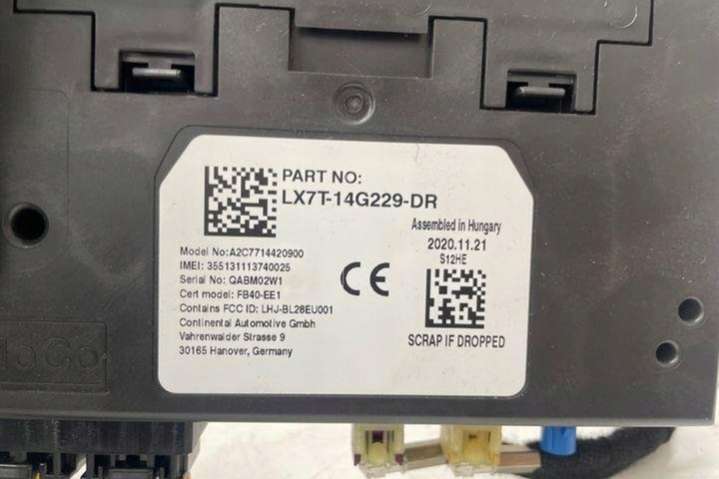 PART NO:
LX7T-14G229-DR
Assembled in Hungary
2020.11.21
S12HE
Model No:A2C7714420900
IMEI: 355131113740025
Serial No: QABM02W1
Cert model: FB40-EE1
Contains FCC ID: LHJ-BL28EU001
Continental Automotive Gmbh
Vahrenwalder Strasse 9
30165 Hanover, Germany
CE
SCRAP IF DROPPED